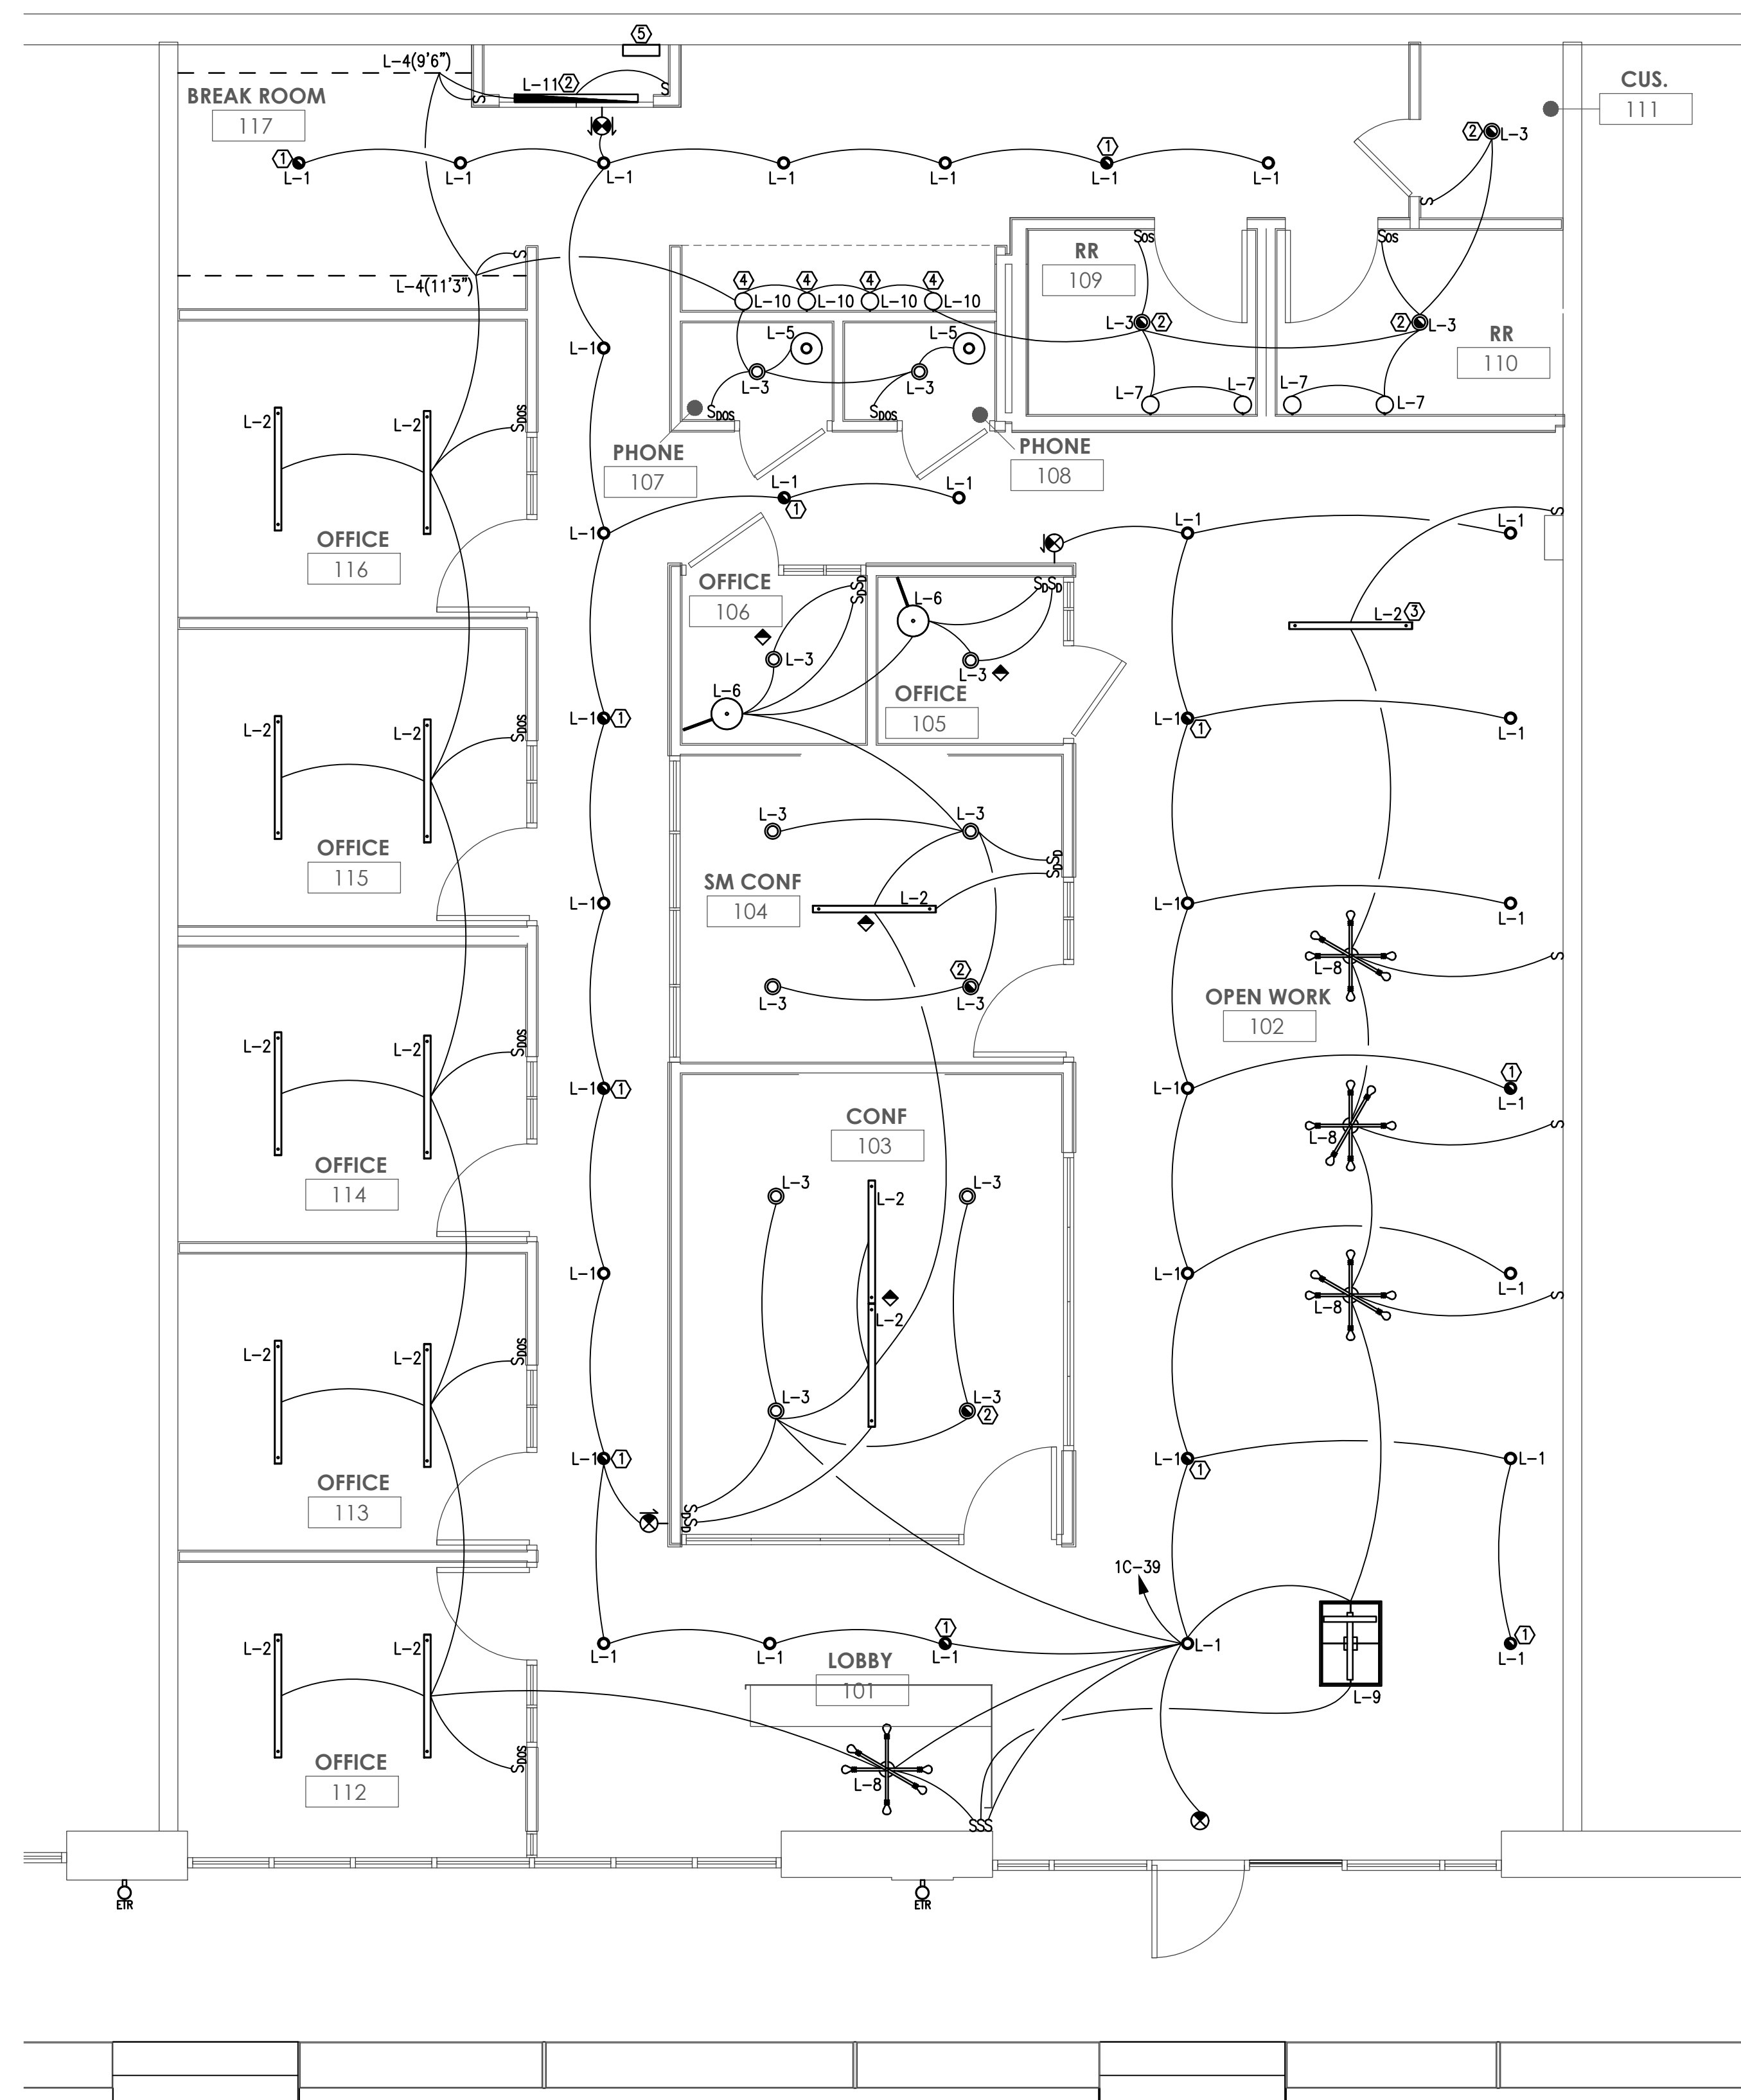 5
L-4(9'6")
L-11 2
S
S
BREAK ROOM
117
CUS.
111
1
L-1
L-1
L-1
L-1
L-1
1
L-1
L-1
2 L-3
S
S
L-4(11'3")
4 4 4 4
L-10 L-10 L-10 L-10
RR
109
SOS
SOS
L-3 2
2 L-3
RR
110
L-1
L-5
L-5
L-3
L-3
L-7
L-7
L-7
L-7
SDOS
SDOS
L-2
L-2
SDOS
PHONE
107
PHONE
108
L-1
1
L-1
OFFICE
116
L-1
L-1
L-1
S
OFFICE
106
SD
SD
L-6
SDSD
L-2 3
L-3
L-3
L-6
OFFICE
105
L-2
L-2
SDOS
L-1 1
L-1
1
L-1
OFFICE
115
L-3
L-3
SD
SD
SM CONF
104
L-2
L-1
L-1
L-1
L-3
2
L-3
L-8
S
OPEN WORK
102
L-2
L-2
SDOS
L-1 1
L-1
1
L-1
OFFICE
114
CONF
103
L-8
S
L-3
L-2
L-3
L-1
L-1
L-1
L-2
L-8
S
L-2
L-2
SDOS
L-3
L-3
2
L-1 1
L-1
1
L-1
OFFICE
113
SD
SD
1C-39
L-2
L-2
L-1
L-1
1
L-1
L-1
1
L-1
LOBBY
101
L-9
OFFICE
112
SDOS
L-8
SSS
ETR
ETR